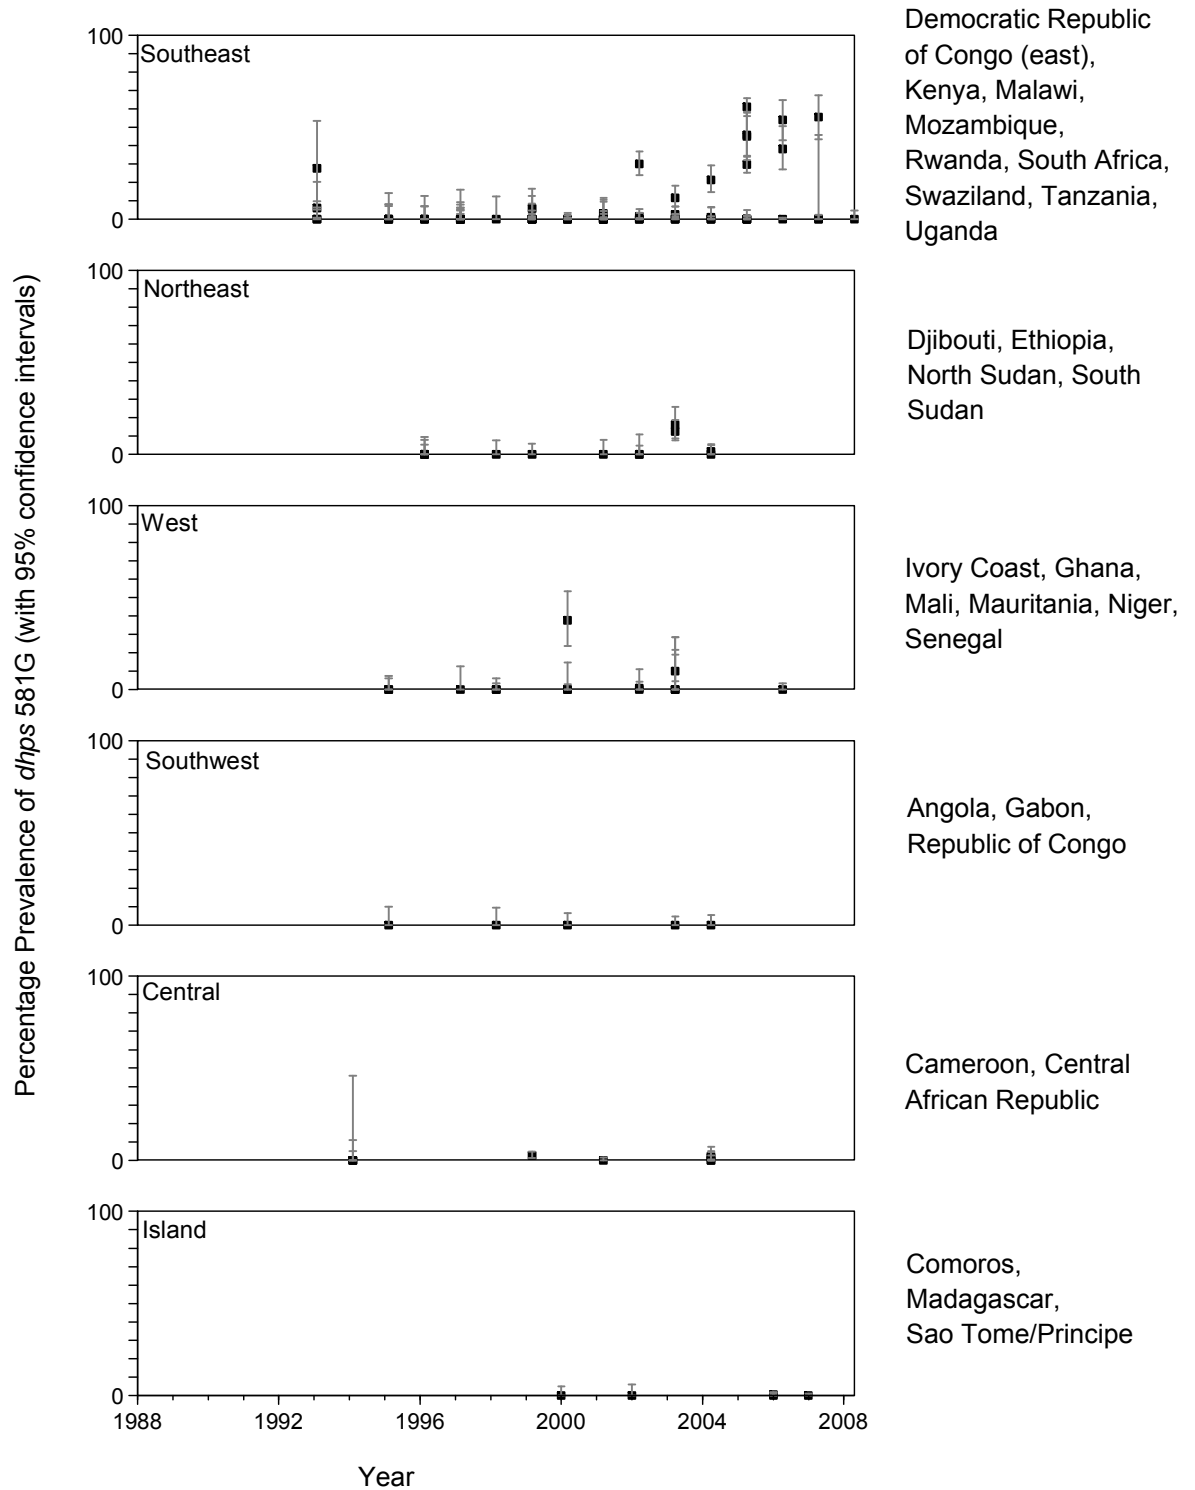 Percentage Prevalence of dhps 581G (with 95% confidence intervals)
100
Southeast
0
Democratic Republic
of Congo (east),
Kenya, Malawi,
Mozambique,
Rwanda, South Africa,
Swaziland, Tanzania,
Uganda
100
Northeast
0
Djibouti, Ethiopia,
North Sudan, South
Sudan
100
West
0
Ivory Coast, Ghana,
Mali, Mauritania, Niger,
Senegal
100
Southwest
0
Angola, Gabon,
Republic of Congo
100
Central
0
Cameroon, Central
African Republic
100
Island
0
Comoros,
Madagascar,
Sao Tome/Principe
1988 1992 1996 2000 2004 2008
Year